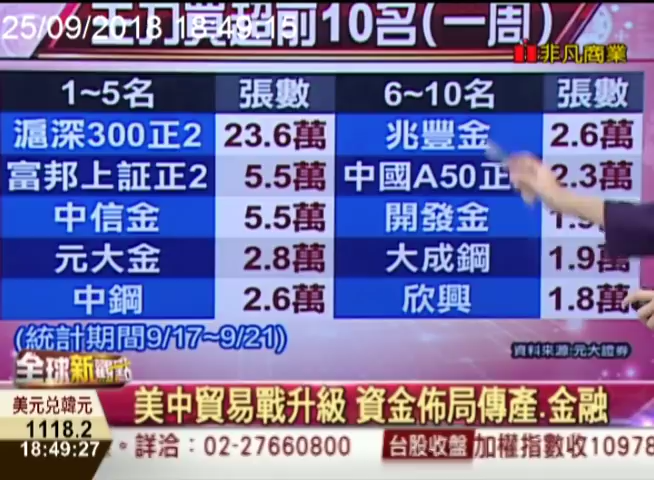 25/09/2018 18:49:15
主力買超前10名(一周)
非凡商業
1~5名 張數 6~10名 張數
滬深300正2 23.6萬 兆豐金 2.6萬
富邦上証正2 5.5萬 中國A50正 2.3萬
中信金 5.5萬 開發金
元大金 2.8萬 大成鋼 1.9萬
中鋼 2.6萬 欣興 1.8萬
(統計期間9/17~9/21)
資料來源:元大證券
全球新觀點
美中貿易戰升級 資金佈局傳產.金融
美元兌韓元
1118.2
18:49:27
。詳洽：02-27660800 台股收盤 加權指數收10978